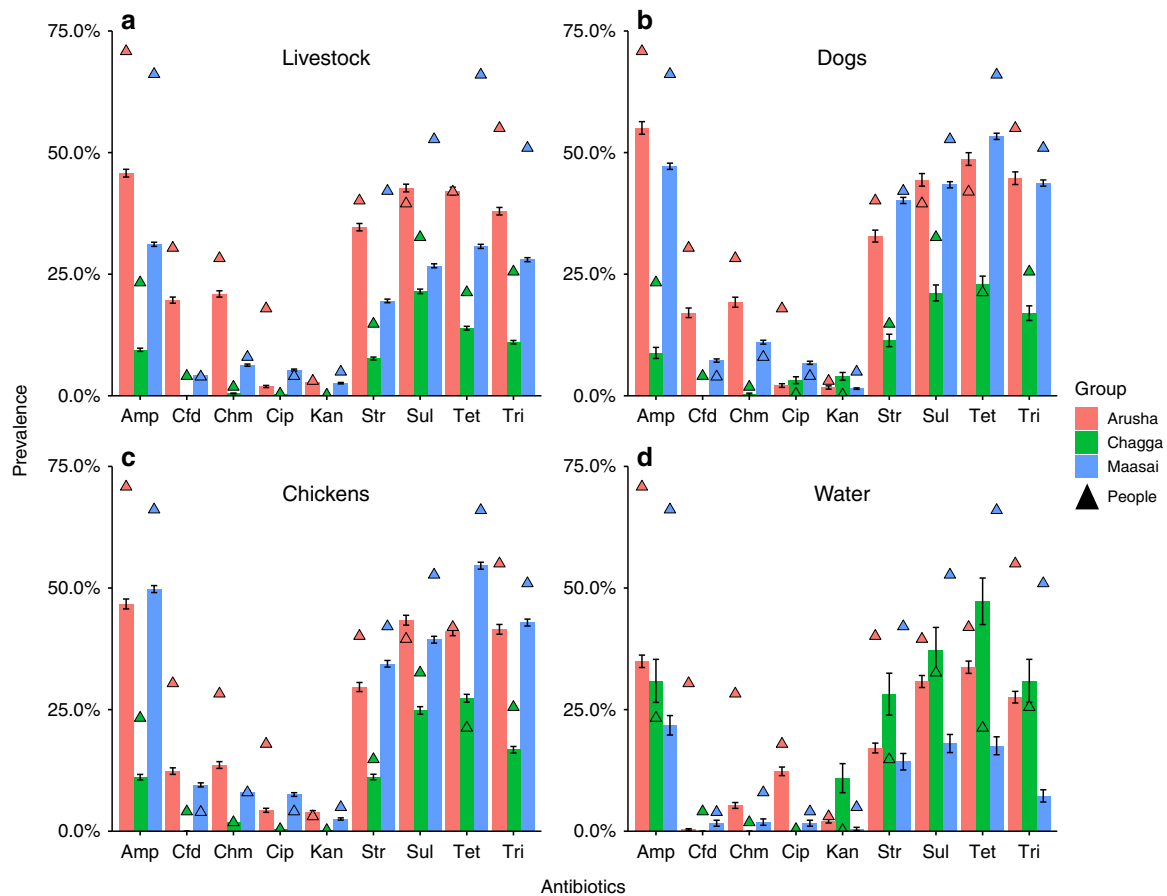 a
b
75.0%
75.0%
Livestock
Dogs
50.0%
50.0%
25.0%
25.0%
0.0%
0.0%
Amp Cfd Chm Cip Kan Str Sul Tet Tri
Amp Cfd Chm Cip Kan Str Sul Tet Tri
Prevalence
c
d
75.0%
75.0%
Chickens
Water
50.0%
50.0%
25.0%
25.0%
0.0%
0.0%
Amp Cfd Chm Cip Kan Str Sul Tet Tri
Amp Cfd Chm Cip Kan Str Sul Tet Tri
Antibiotics
Group
Arusha
Chagga
Maasai
People